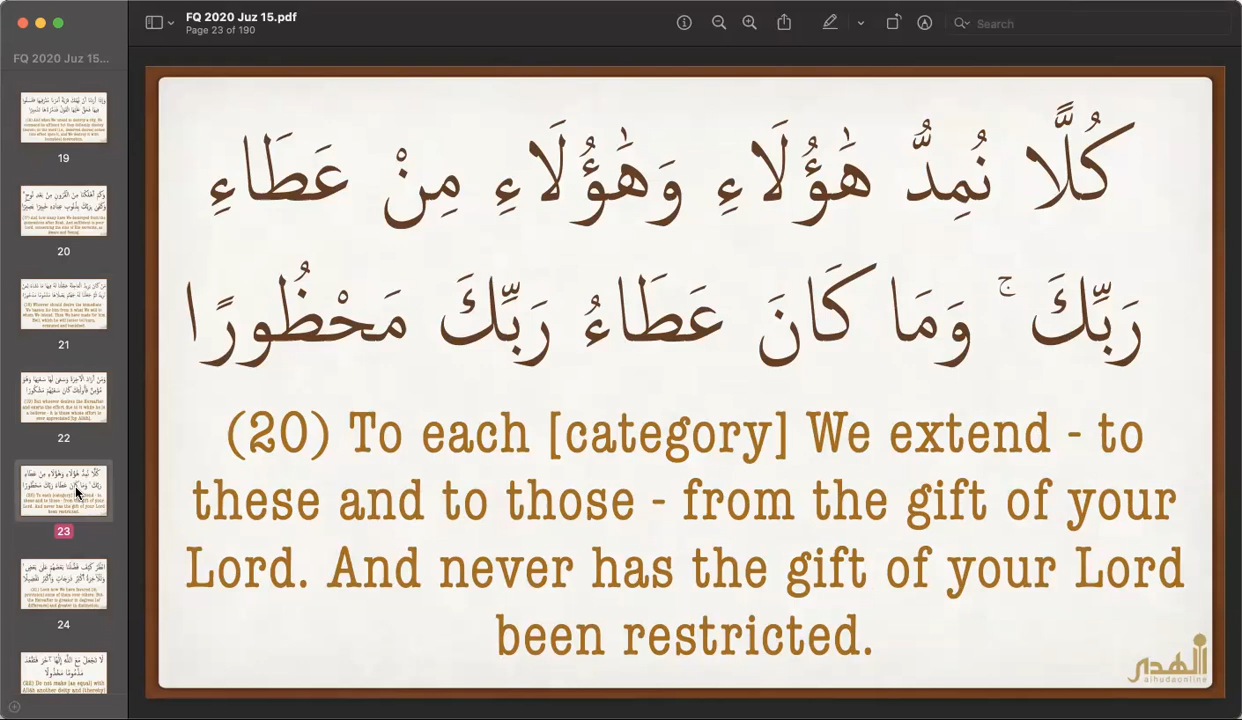 FQ 2020 Juz 15.pdf
Page 23 of 190
Search
FQ 2020 Juz 15...
19
20
21
22
23
24
كُلًّا نُمِدُّ هَٰؤُلَاءِ وَهَٰؤُلَاءِ مِنْ عَطَاءِ
رَبِّكَ ۚ وَمَا كَانَ عَطَاءُ رَبِّكَ مَحْظُورًا
(20) To each [category] We extend - to
these and to those - from the gift of your
Lord. And never has the gift of your Lord
been restricted.
الهدى
alhudaonline